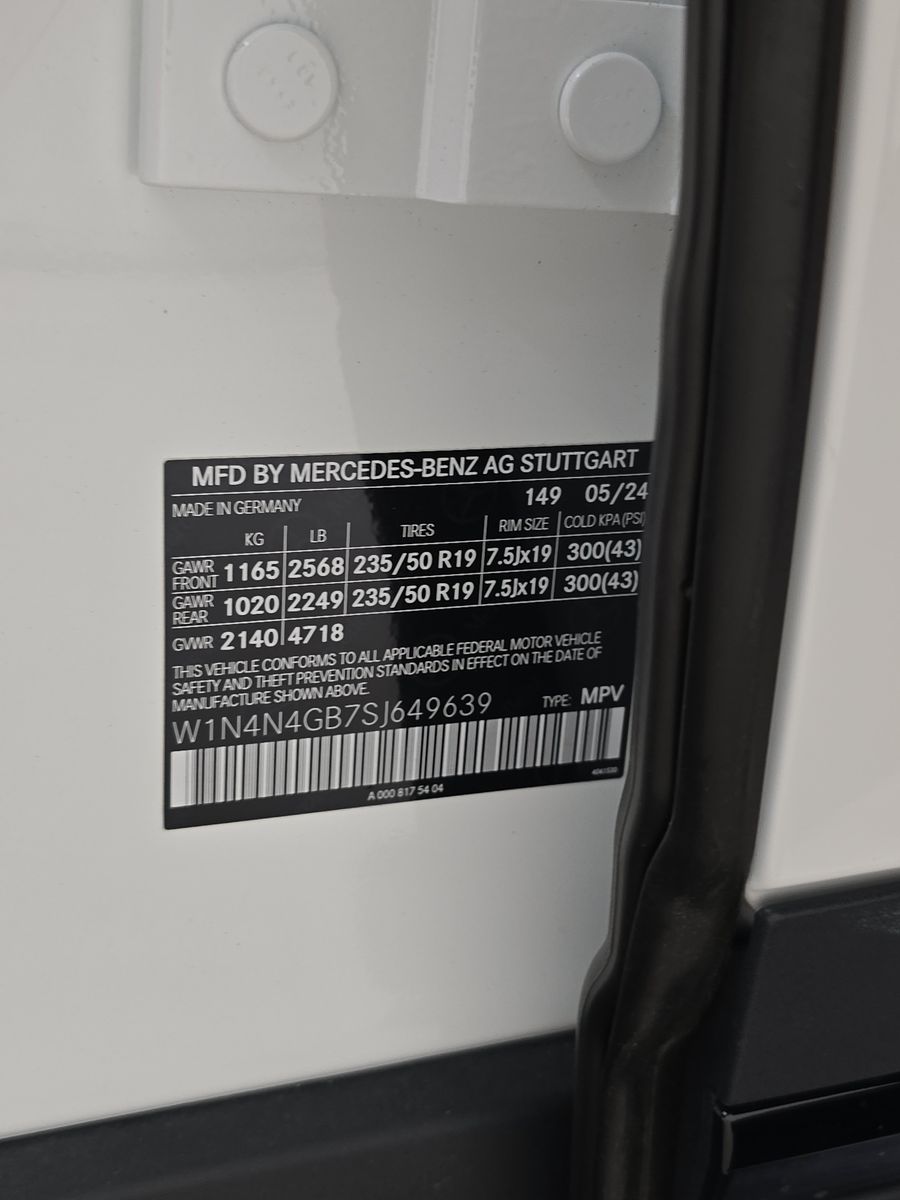 MFD BY MERCEDES-BENZ AG STUTTGART
MADE IN GERMANY 149 05/24
KG LB TIRES RIM SIZE COLD KPA (PSI)
GAWR FRONT 1165 2568 235/50 R19 7.5Jx19 300(43)
GAWR REAR 1020 2249 235/50 R19 7.5Jx19 300(43)
GVWR 2140 4718
THIS VEHICLE CONFORMS TO ALL APPLICABLE FEDERAL MOTOR VEHICLE
SAFETY AND THEFT PREVENTION STANDARDS IN EFFECT ON THE DATE OF
MANUFACTURE SHOWN ABOVE.
TYPE: MPV
W1N4N4GB7SJ649639
A 000 817 54 04